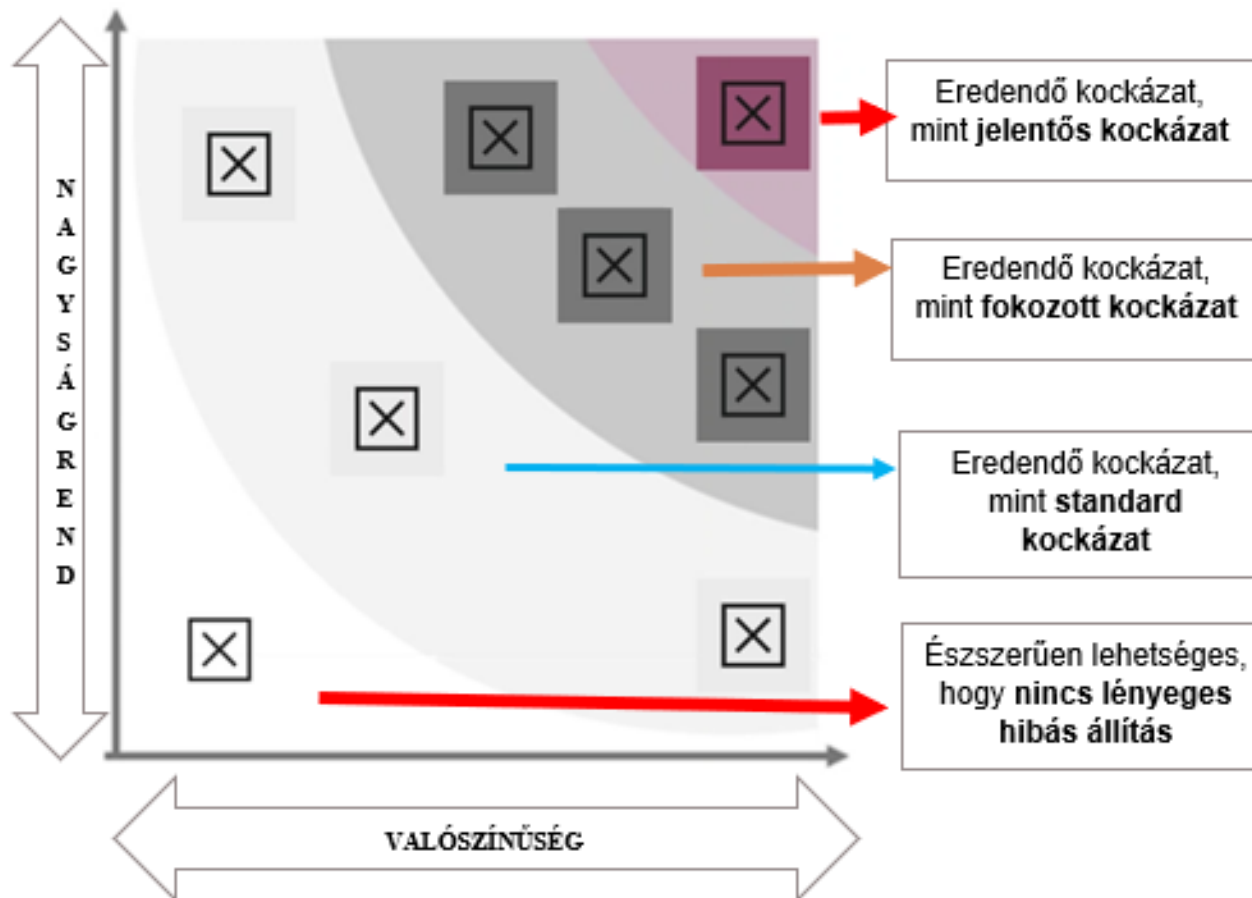 NAGYSÁGREND
Eredendő kockázat,
mint jelentős kockázat
Eredendő kockázat,
mint fokozott kockázat
Eredendő kockázat,
mint standard
kockázat
Észszerűen lehetséges,
hogy nincs lényeges
hibás állítás
VALÓSZÍNŰSÉG